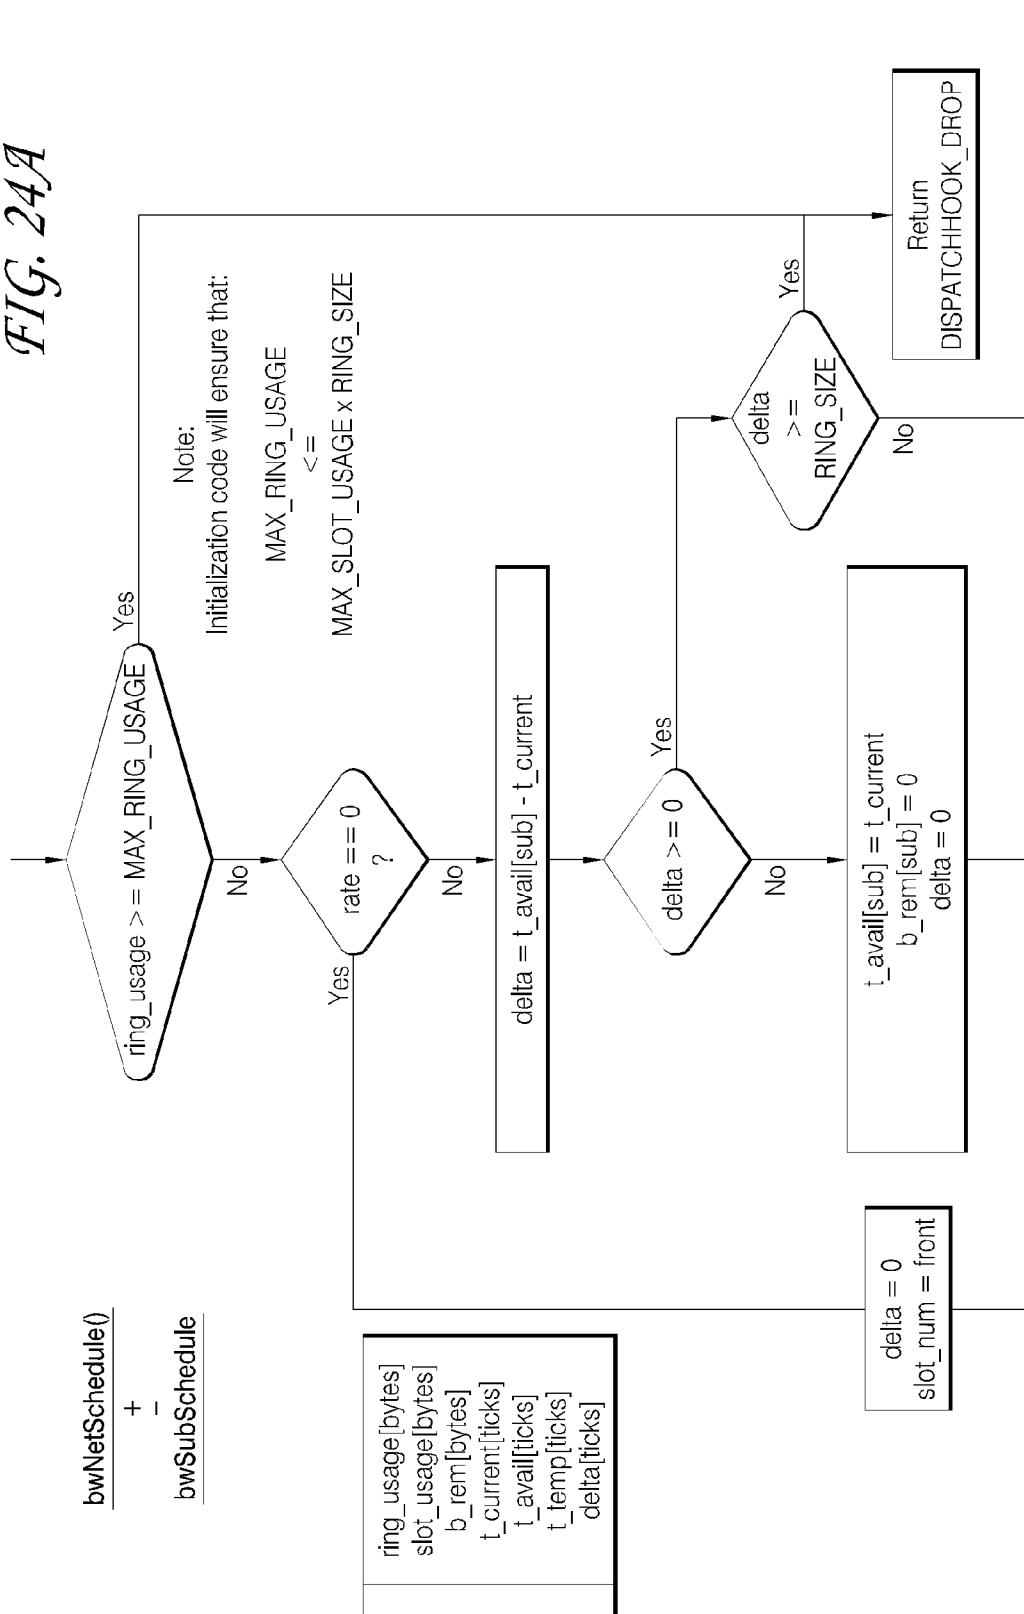 FIG. 24A
bwNetSchedule()
+
–
bwSubSchedule
ring_usage >= MAX_RING_USAGE
Yes
No
Note:
Initialization code will ensure that:
MAX_RING_USAGE
<=
MAX_SLOT_USAGE x RING_SIZE
rate == 0
?
Yes
No
ring_usage[bytes]
slot_usage[bytes]
b_rem[bytes]
t_current[ticks]
t_avail[ticks]
t_temp[ticks]
delta[ticks]
delta = t_avail[sub] - t_current
delta >= 0
Yes
No
delta
>=
RING_SIZE
Yes
No
delta = 0
slot_num = front
t_avail[sub] = t_current
b_rem[sub] = 0
delta = 0
Return
DISPATCHHOOK_DROP